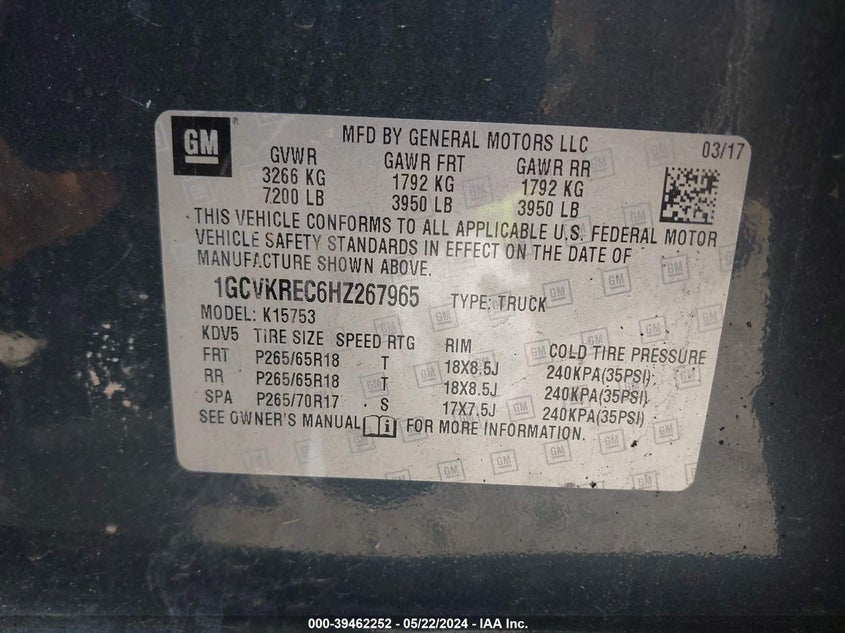 GM
MFD BY GENERAL MOTORS LLC
03/17
GVWR GAWR FRT GAWR RR
3266 KG 1792 KG 1792 KG
7200 LB 3950 LB 3950 LB
THIS VEHICLE CONFORMS TO ALL APPLICABLE U.S. FEDERAL MOTOR
VEHICLE SAFETY STANDARDS IN EFFECT ON THE DATE OF
MANUFACTURE SHOWN ABOVE.
1GCVKREC6HZ267965 TYPE: TRUCK
MODEL: K15753
KDV5 TIRE SIZE SPEED RTG RIM COLD TIRE PRESSURE
FRT P265/65R18 T 18X8.5J 240KPA(35PSI)
RR P265/65R18 T 18X8.5J 240KPA(35PSI)
SPA P265/70R17 S 17X7.5J 240KPA(35PSI)
SEE OWNER'S MANUAL FOR MORE INFORMATION.
000-39462252 - 05/22/2024 - IAA Inc.